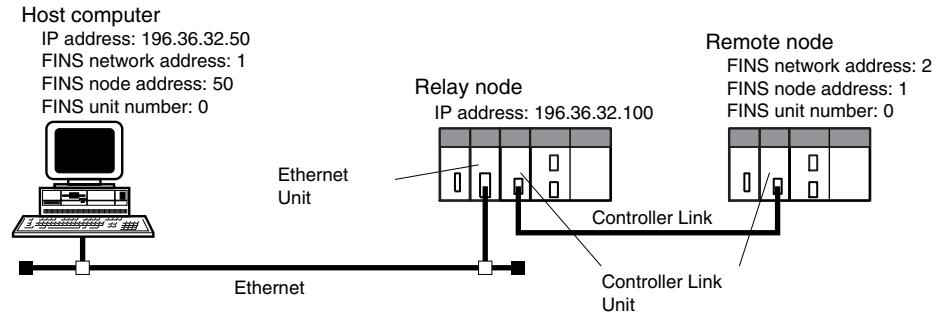 Host computer
IP address: 196.36.32.50
FINS network address: 1
FINS node address: 50
FINS unit number: 0
Relay node
IP address: 196.36.32.100
Remote node
FINS network address: 2
FINS node address: 1
FINS unit number: 0
Ethernet
Unit
Controller Link
Controller Link
Unit
Ethernet